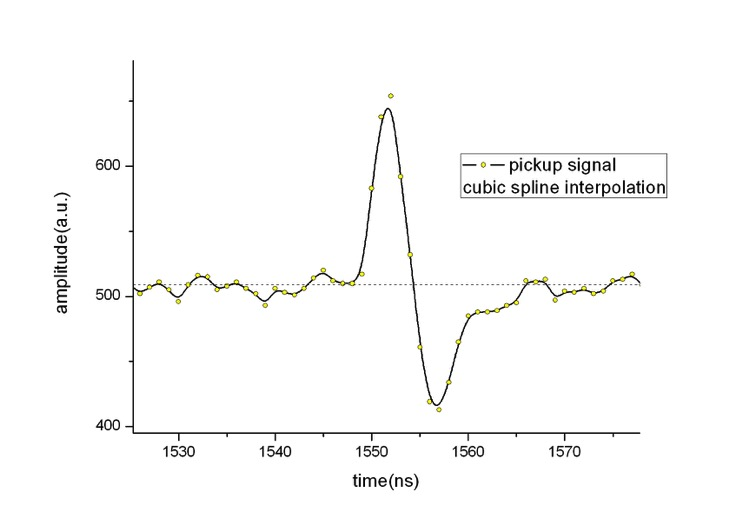 600
500
400
amplitude(a.u.)
pickup signal
cubic spline interpolation
1530
1540
1550
1560
1570
time(ns)